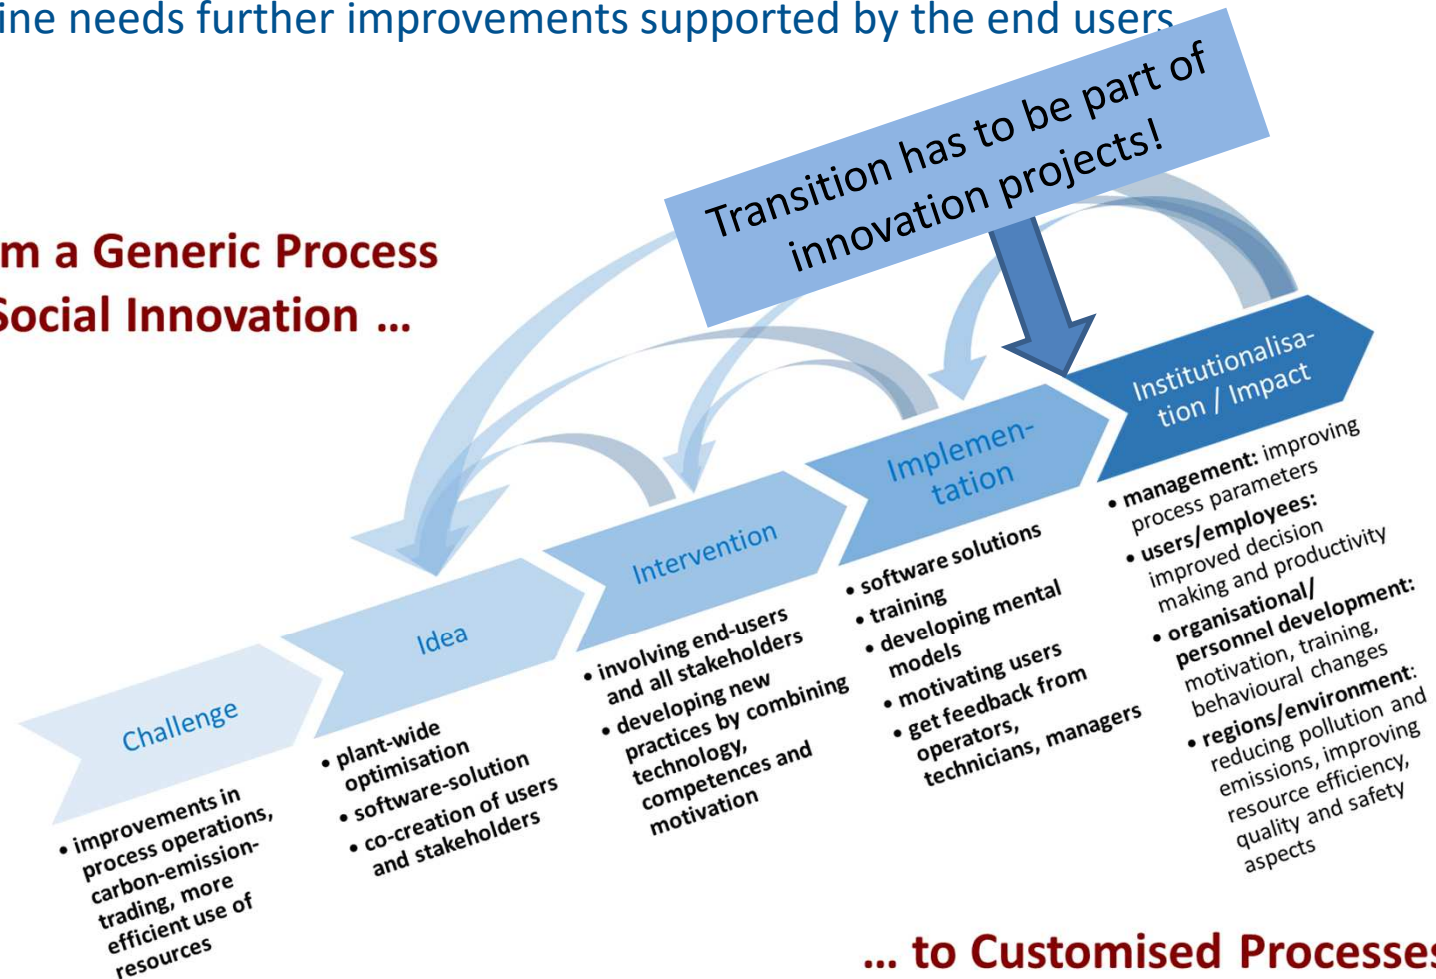 ine needs further improvements supported by the end users
Transition has to be part of
innovation projects!
m a Generic Process
Social Innovation ...
Challenge
• improvements in
process operations,
carbon-emission-
trading, more
efficient use of
resources
Idea
• plant-wide
optimisation
• software-solution
• co-creation of users
and stakeholders
Intervention
• involving end-users
and all stakeholders
• developing new
practices by combining
technology,
competences and
motivation
Implemen-
tation
• software solutions
• training
• developing mental
models
• motivating users
• get feedback from
operators,
technicians, managers
Institutionalisa-
tion / Impact
• management: improving
process parameters
• users/employees:
improved decision
making and productivity
• organisational/
personnel development:
motivation, training,
behavioural changes
• regions/environment:
reducing pollution and
emissions, improving
resource efficiency,
quality and safety
aspects
... to Customised Processes